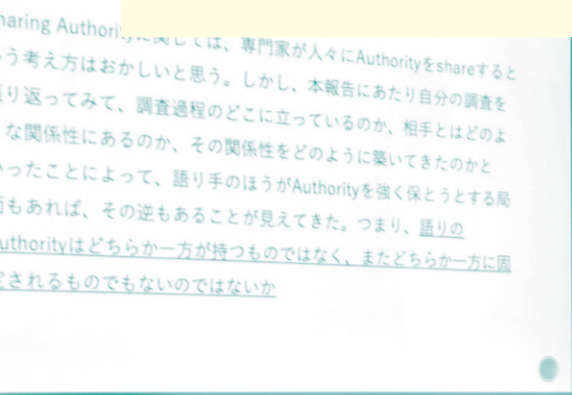 haring Authori に関しては、専門家が人々にAuthorityをshareすると
う考え方はおかしいと思う。しかし、本報告にあたり自分の調査を
り返ってみて、調査過程のどこに立っているのか、相手とはどのよ
な関係性にあるのか、その関係性をどのように築いてきたのかと
ったことによって、語り手のほうがAuthorityを強く保とうとする局
もあれば、その逆もあることが見えてきた。つまり、語りの
uthorityはどちらか一方が持つものではなく、またどちらか一方に固
されるものでもないのではないか